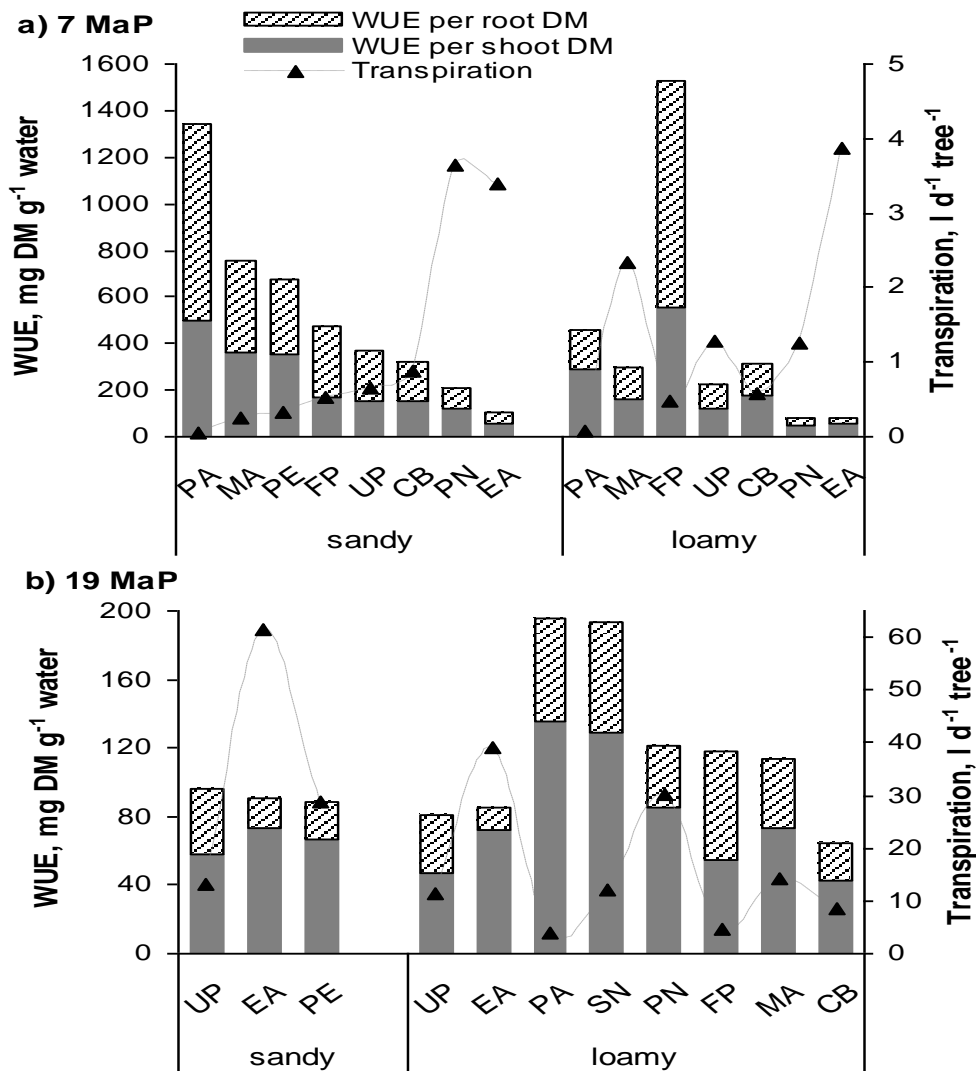 a) 7 MaP
WUE per root DM
WUE per shoot DM
Transpiration
WUE, mg DM g-1 water
1600
1400
1200
1000
800
600
400
200
0
5
4
3
2
1
0
Transpiration, l d-1 tree-1
PA MA PE FP UP CB PN EA PA MA FP UP CB PN EA
sandy loamy
b) 19 MaP
WUE, mg DM g-1 water
200
160
120
80
40
0
60
50
40
30
20
10
0
Transpiration, l d-1 tree-1
UP EA PE UP EA PA SN PN FP MA CB
sandy loamy